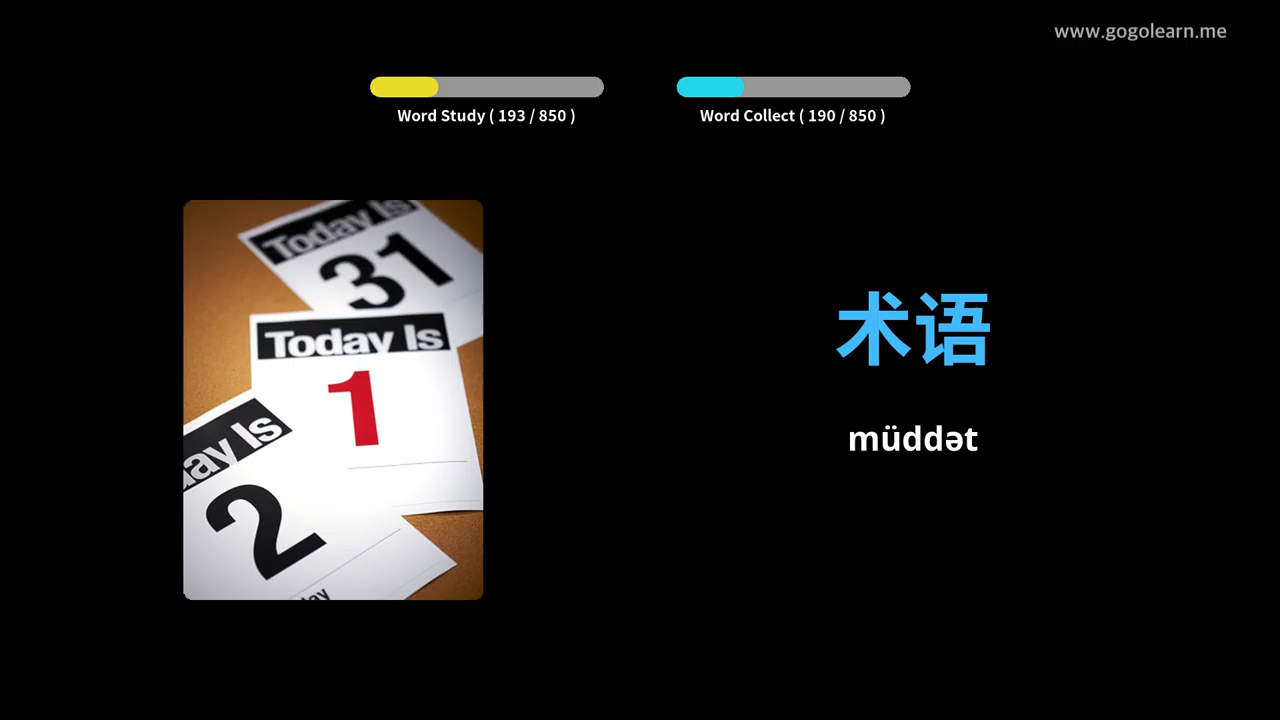 www.gogolearn.me
Word Study ( 193 / 850 )
Word Collect ( 190 / 850 )
Today Is
31
Today Is
1
ay Is
2
术语
müddət